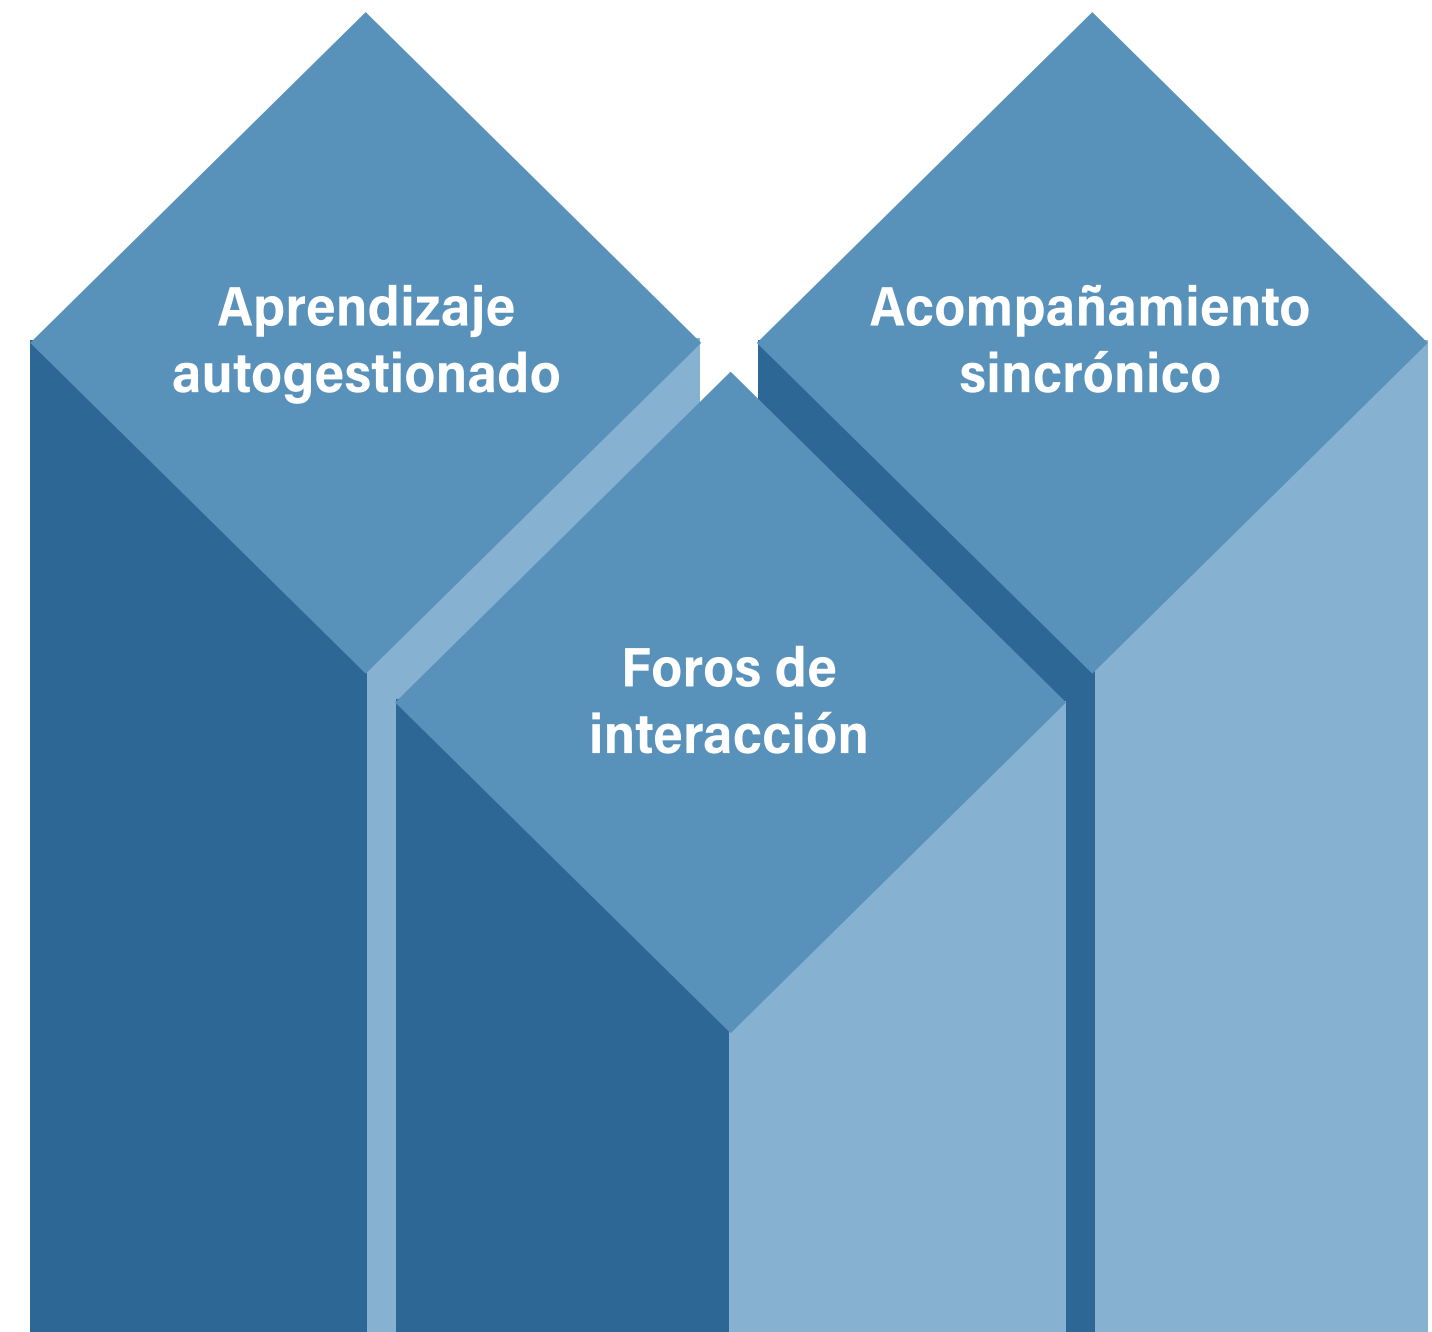 Aprendizaje
autogestionado
Acompañamiento
sincrónico
Foros de
interacción